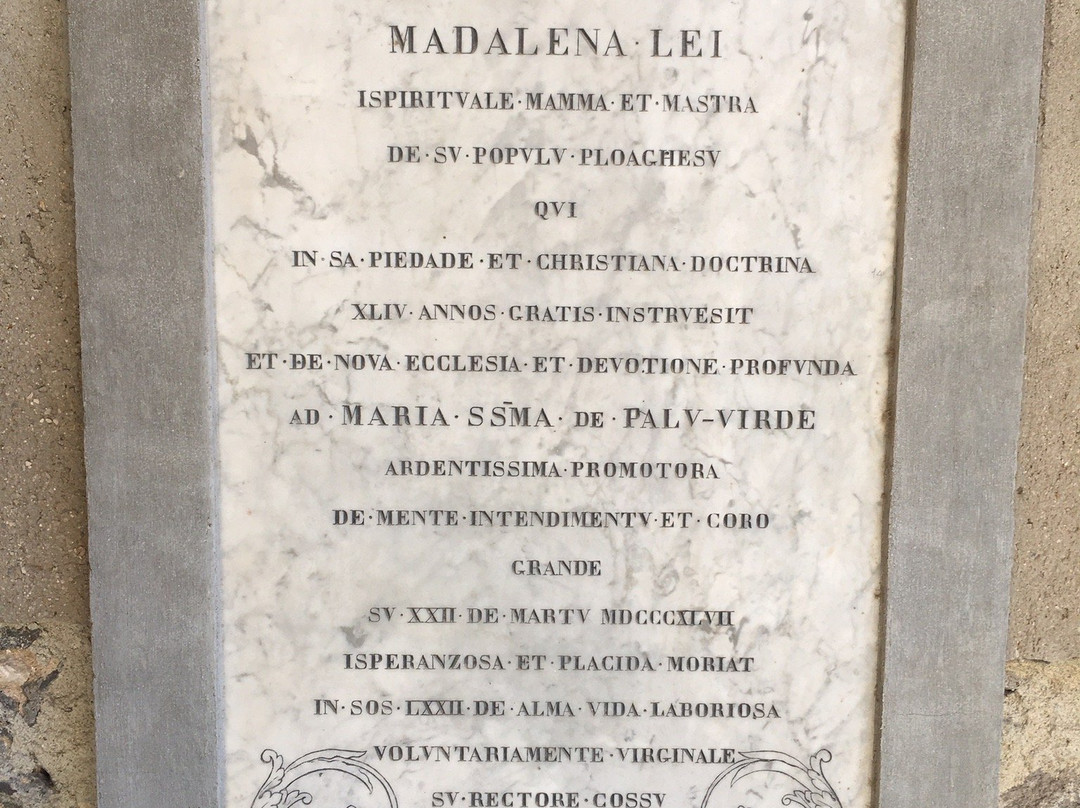 MADALENA · LEI
ISPIRITVALE · MAMMA · ET · MASTRA
DE · SV · POPVLV · PLOAGHESV
QVI
IN · SA · PIEDADE · ET · CHRISTIANA · DOCTRINA
XLIV · ANNOS · GRATIS · INSTRVESIT
ET · DE · NOVA · ECCLESIA · ET · DEVOTIONE · PROFVNDA
AD · MARIA · SS̄MA · DE · PALV-VIRDE
ARDENTISSIMA · PROMOTORA
DE · MENTE · INTENDIMENTV · ET · CORO
GRANDE
SV · XXII · DE · MARTV MDCCCXLVII
ISPERANZOSA · ET · PLACIDA · MORIAT
IN · SOS · LXXII · DE · ALMA · VIDA · LABORIOSA
VOLVNTARIAMENTE · VIRGINALE
SV · RECTORE · COSSV